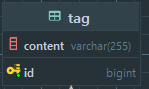 tag
content varchar(255)
id bigint